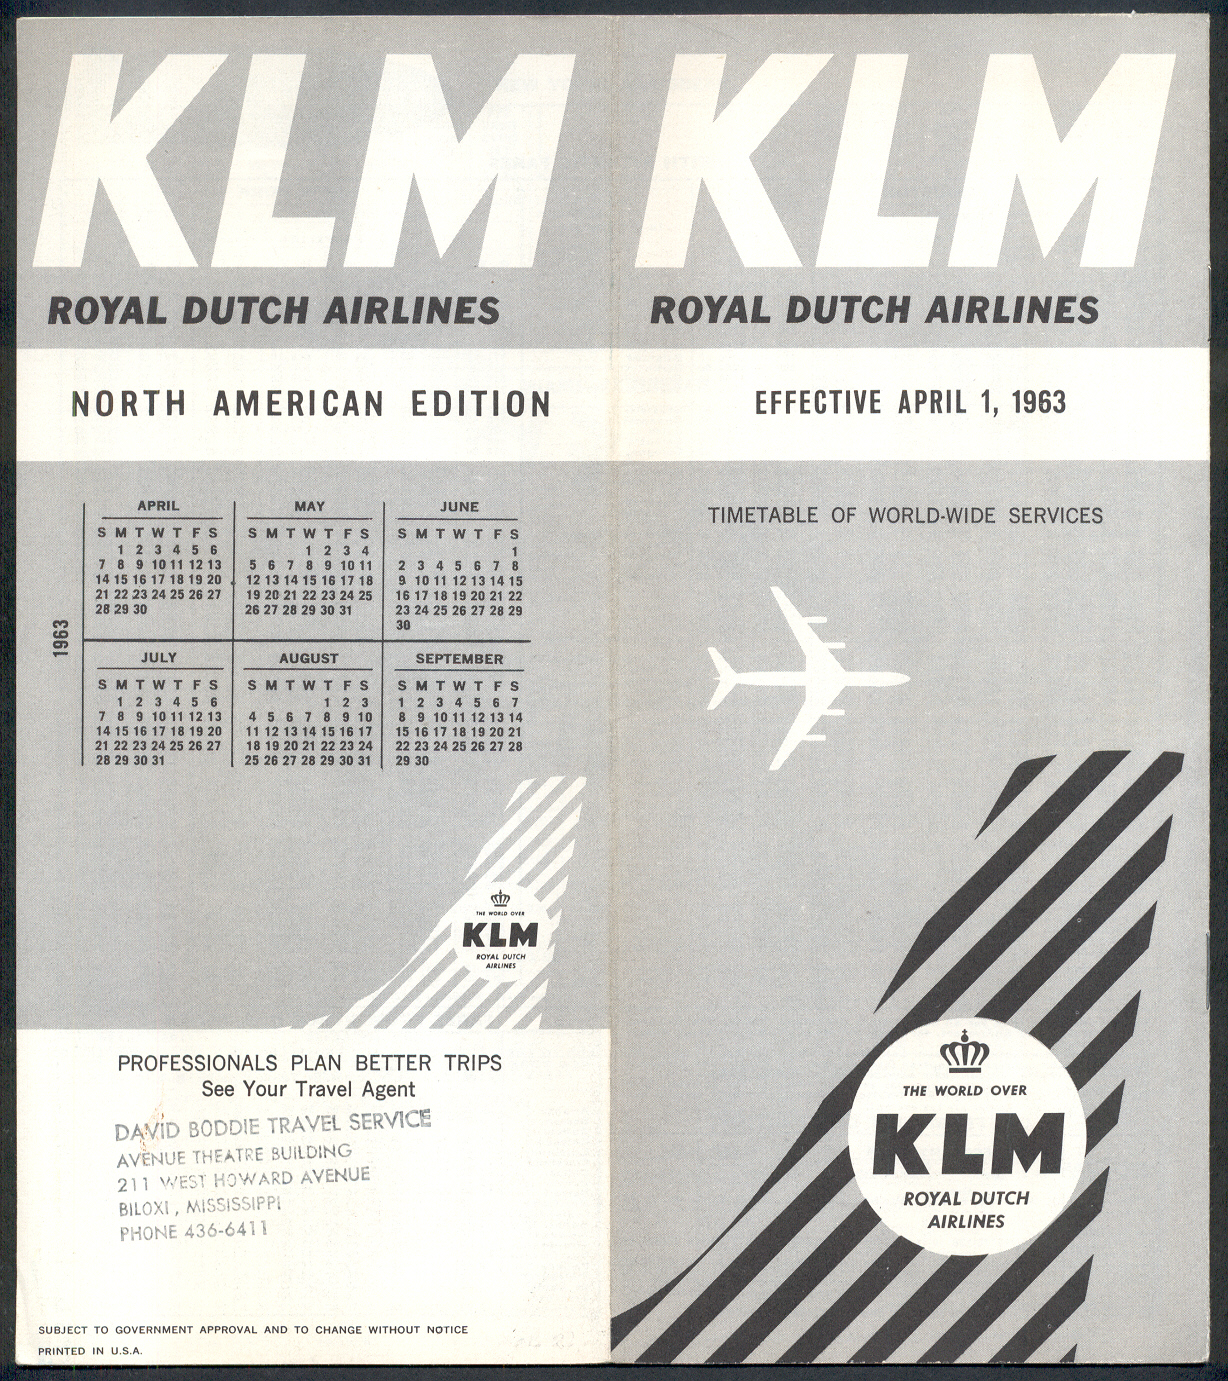 KLM
ROYAL DUTCH AIRLINES
NORTH AMERICAN EDITION
1963
APRIL
S M T W T F S
1 2 3 4 5 6
7 8 9 10 11 12 13
14 15 16 17 18 19 20
21 22 23 24 25 26 27
28 29 30
MAY
S M T W T F S
1 2 3 4
5 6 7 8 9 10 11
12 13 14 15 16 17 18
19 20 21 22 23 24 25
26 27 28 29 30 31
JUNE
S M T W T F S
1
2 3 4 5 6 7 8
9 10 11 12 13 14 15
16 17 18 19 20 21 22
23 24 25 26 27 28 29
30
JULY
S M T W T F S
1 2 3 4 5 6
7 8 9 10 11 12 13
14 15 16 17 18 19 20
21 22 23 24 25 26 27
28 29 30 31
AUGUST
S M T W T F S
1 2 3
4 5 6 7 8 9 10
11 12 13 14 15 16 17
18 19 20 21 22 23 24
25 26 27 28 29 30 31
SEPTEMBER
S M T W T F S
1 2 3 4 5 6 7
8 9 10 11 12 13 14
15 16 17 18 19 20 21
22 23 24 25 26 27 28
29 30
THE WORLD OVER
KLM
ROYAL DUTCH
AIRLINES
PROFESSIONALS PLAN BETTER TRIPS
See Your Travel Agent
DAVID BODDIE TRAVEL SERVICE
AVENUE THEATRE BUILDING
211 WEST HOWARD AVENUE
BILOXI, MISSISSIPPI
PHONE 436-6411
SUBJECT TO GOVERNMENT APPROVAL AND TO CHANGE WITHOUT NOTICE
PRINTED IN U.S.A.
KLM
ROYAL DUTCH AIRLINES
EFFECTIVE APRIL 1, 1963
TIMETABLE OF WORLD-WIDE SERVICES
THE WORLD OVER
KLM
ROYAL DUTCH
AIRLINES